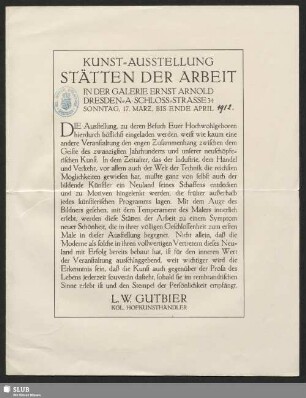 KUNST-AUSSTELLUNG
STÄTTEN DER ARBEIT
IN DER GALERIE ERNST ARNOLD
DRESDEN-A SCHLOSS-STRASSE 34
SONNTAG, 17. MÄRZ, BIS ENDE APRIL 1912.
DIE Ausstellung, zu deren Besuch Euer Hochwohlgeboren
hierdurch höflichst eingeladen werden, weist wie kaum eine
andere Veranstaltung den engen Zusammenhang zwischen dem
Geiste des zwanzigsten Jahrhunderts und unserer neuschöpfe-
rischen Kunst. In dem Zeitalter, das der Industrie, dem Handel
und Verkehr, vor allem auch der Welt der Technik die reichsten
Möglichkeiten gewiesen hat, mußte ganz von selbst auch der
bildende Künstler ein Neuland seines Schaffens entdecken
und zu Motiven hingeleitet werden, die früher außerhalb
jedes künstlerischen Programms lagen. Mit dem Auge des
Bildners gesehen, mit dem Temperament des Malers innerlich
erlebt, werden diese Stätten der Arbeit zu einem Symptom
neuer Schönheit, die in ihrer völligen Geschlossenheit zum ersten
Male in dieser Ausstellung begegnet. Nicht allein, daß die
Moderne als solche in ihren vollwertigen Vertretern dieses Neu-
land mit Erfolg bereits bebaut hat, ist für den inneren Wert
der Veranstaltung ausschlaggebend, weit wichtiger wird die
Erkenntnis sein, daß die Kunst auch gegenüber der Prosa des
Lebens jederzeit souverän dasteht, sobald sie im rembrandtischen
Sinne erlebt ist und den Stempel der Persönlichkeit empfängt.
L.W. GUTBIER
KGL. HOFKUNSTHÄNDLER
SLUB